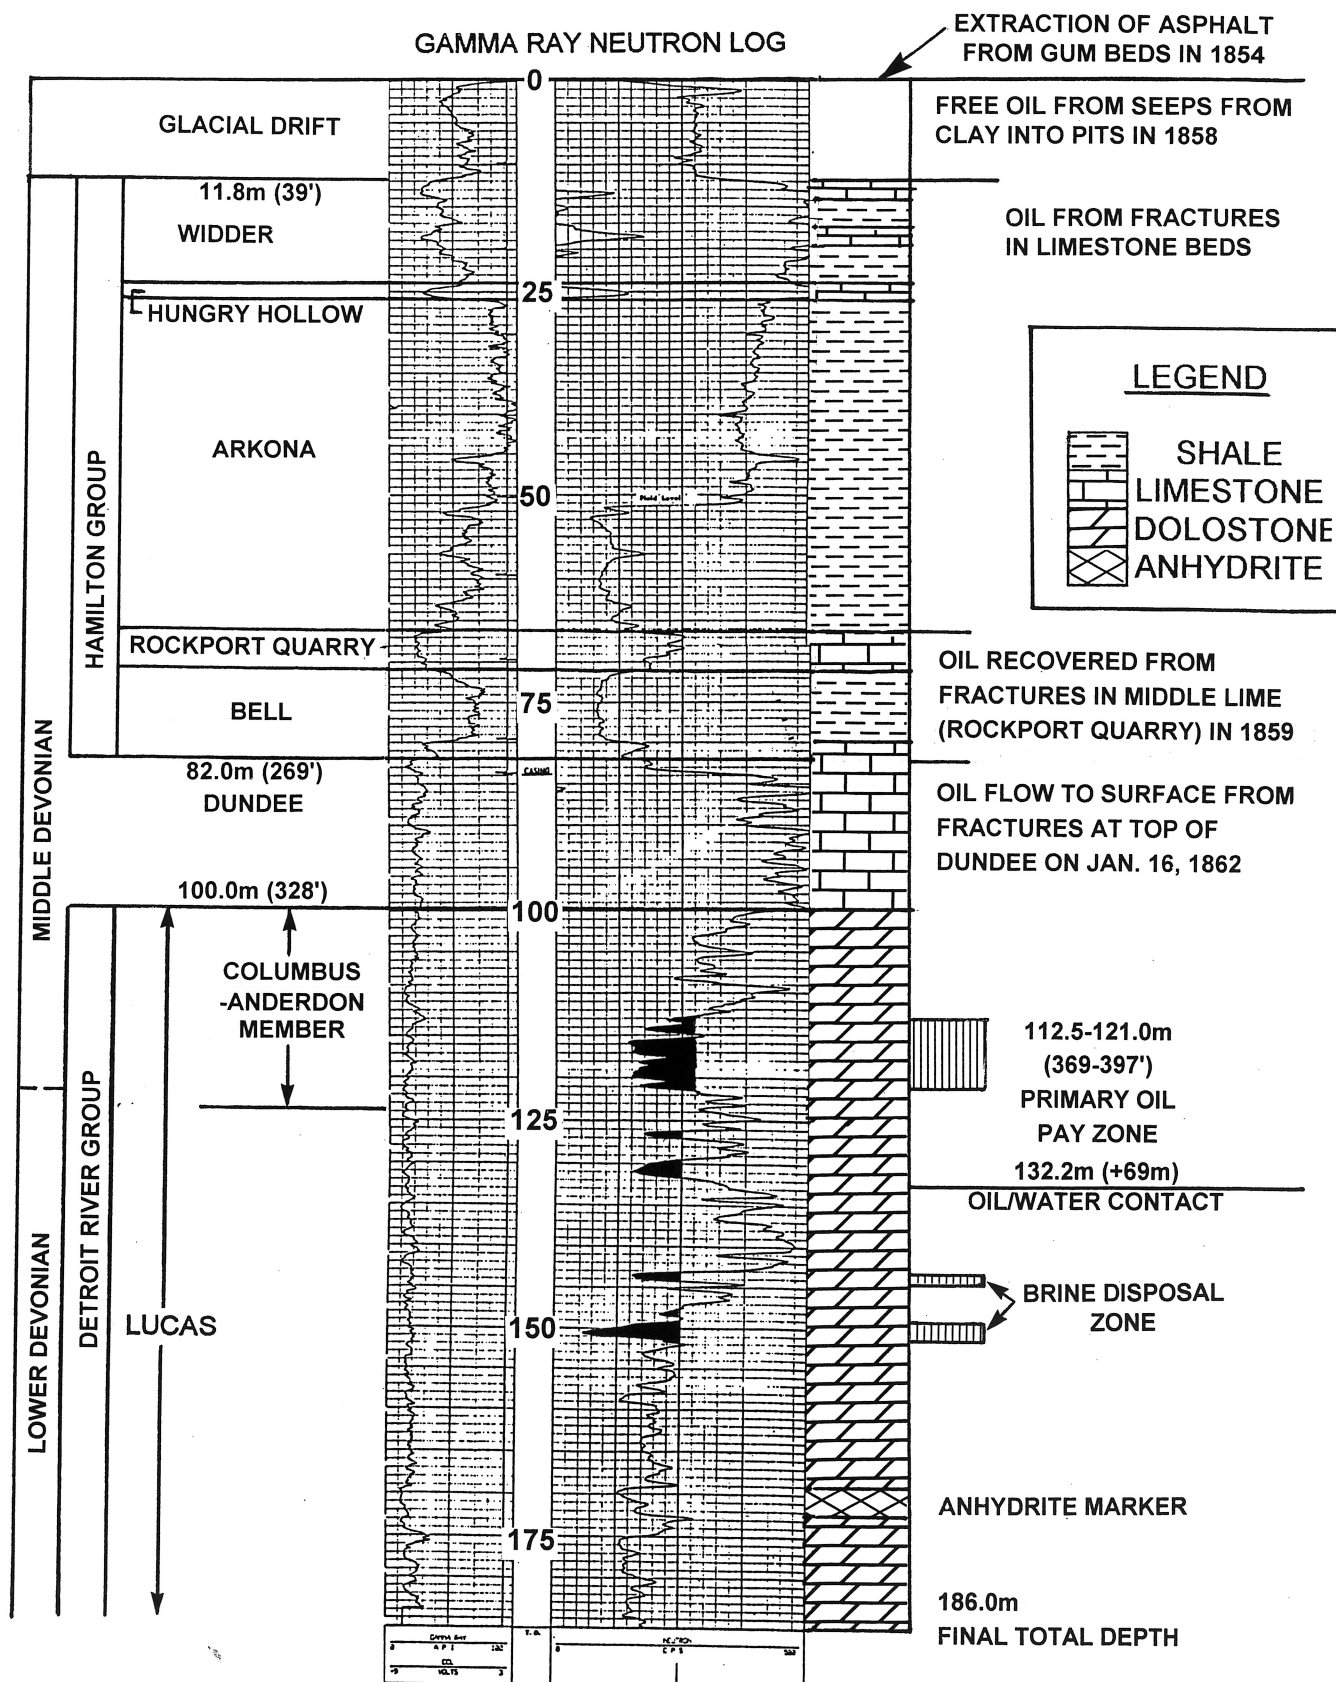 GAMMA RAY NEUTRON LOG
EXTRACTION OF ASPHALT
FROM GUM BEDS IN 1854
0
GLACIAL DRIFT
FREE OIL FROM SEEPS FROM
CLAY INTO PITS IN 1858
11.8m (39')
WIDDER
OIL FROM FRACTURES
IN LIMESTONE BEDS
25
HUNGRY HOLLOW
LEGEND
SHALE
LIMESTONE
DOLOSTONE
ANHYDRITE
ARKONA
HAMILTON GROUP
50
ROCKPORT QUARRY
OIL RECOVERED FROM
FRACTURES IN MIDDLE LIME
(ROCKPORT QUARRY) IN 1859
BELL
75
82.0m (269')
DUNDEE
CASING
OIL FLOW TO SURFACE FROM
FRACTURES AT TOP OF
DUNDEE ON JAN. 16, 1862
MIDDLE DEVONIAN
100.0m (328')
100
COLUMBUS
-ANDERDON
MEMBER
112.5-121.0m
(369-397')
PRIMARY OIL
PAY ZONE
125
132.2m (+69m)
OIL/WATER CONTACT
DETROIT RIVER GROUP
LOWER DEVONIAN
LUCAS
BRINE DISPOSAL
ZONE
150
ANHYDRITE MARKER
175
186.0m
FINAL TOTAL DEPTH
GAMMA RAY
A P I
CCL
VOLTS
T.D.
NEUTRON
C P S